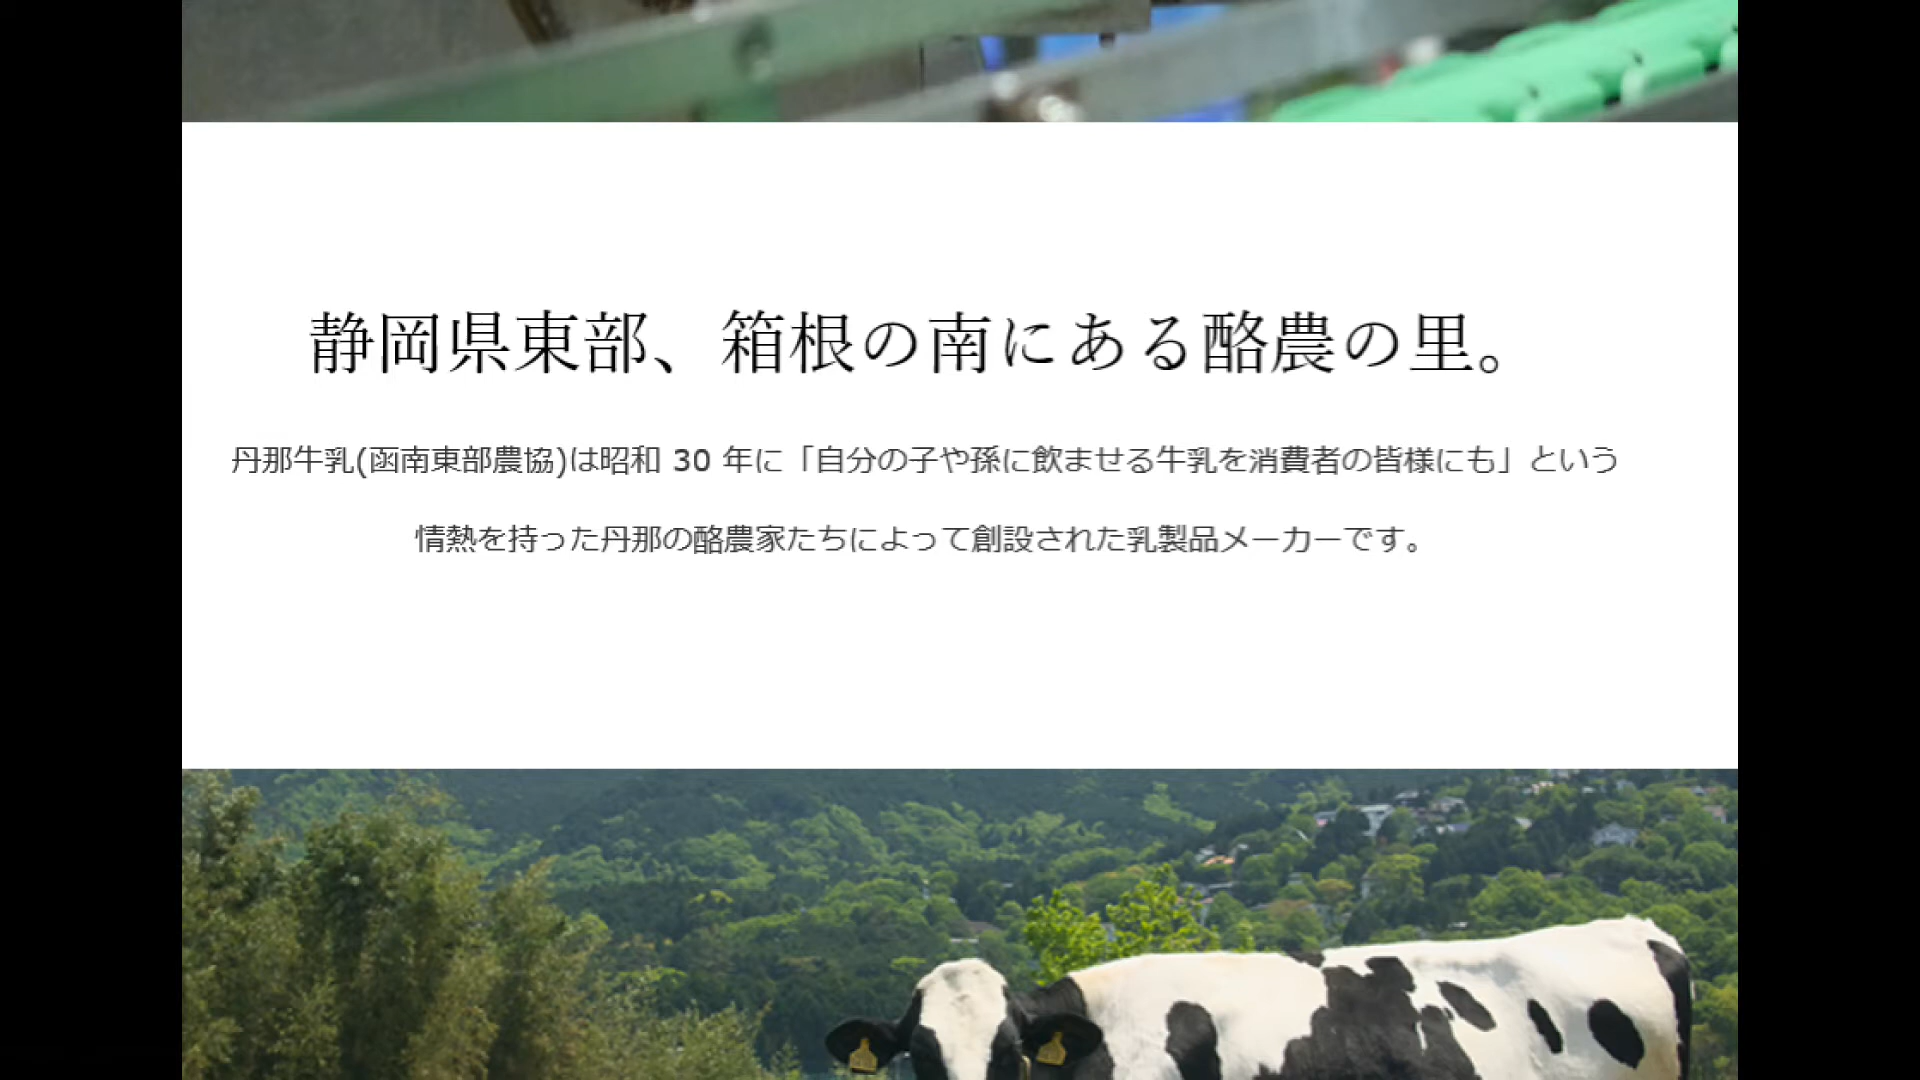 静岡県東部、箱根の南にある酪農の里。
丹那牛乳(函南東部農協)は昭和 30 年に「自分の子や孫に飲ませる牛乳を消費者の皆様にも」という
情熱を持った丹那の酪農家たちによって創設された乳製品メーカーです。